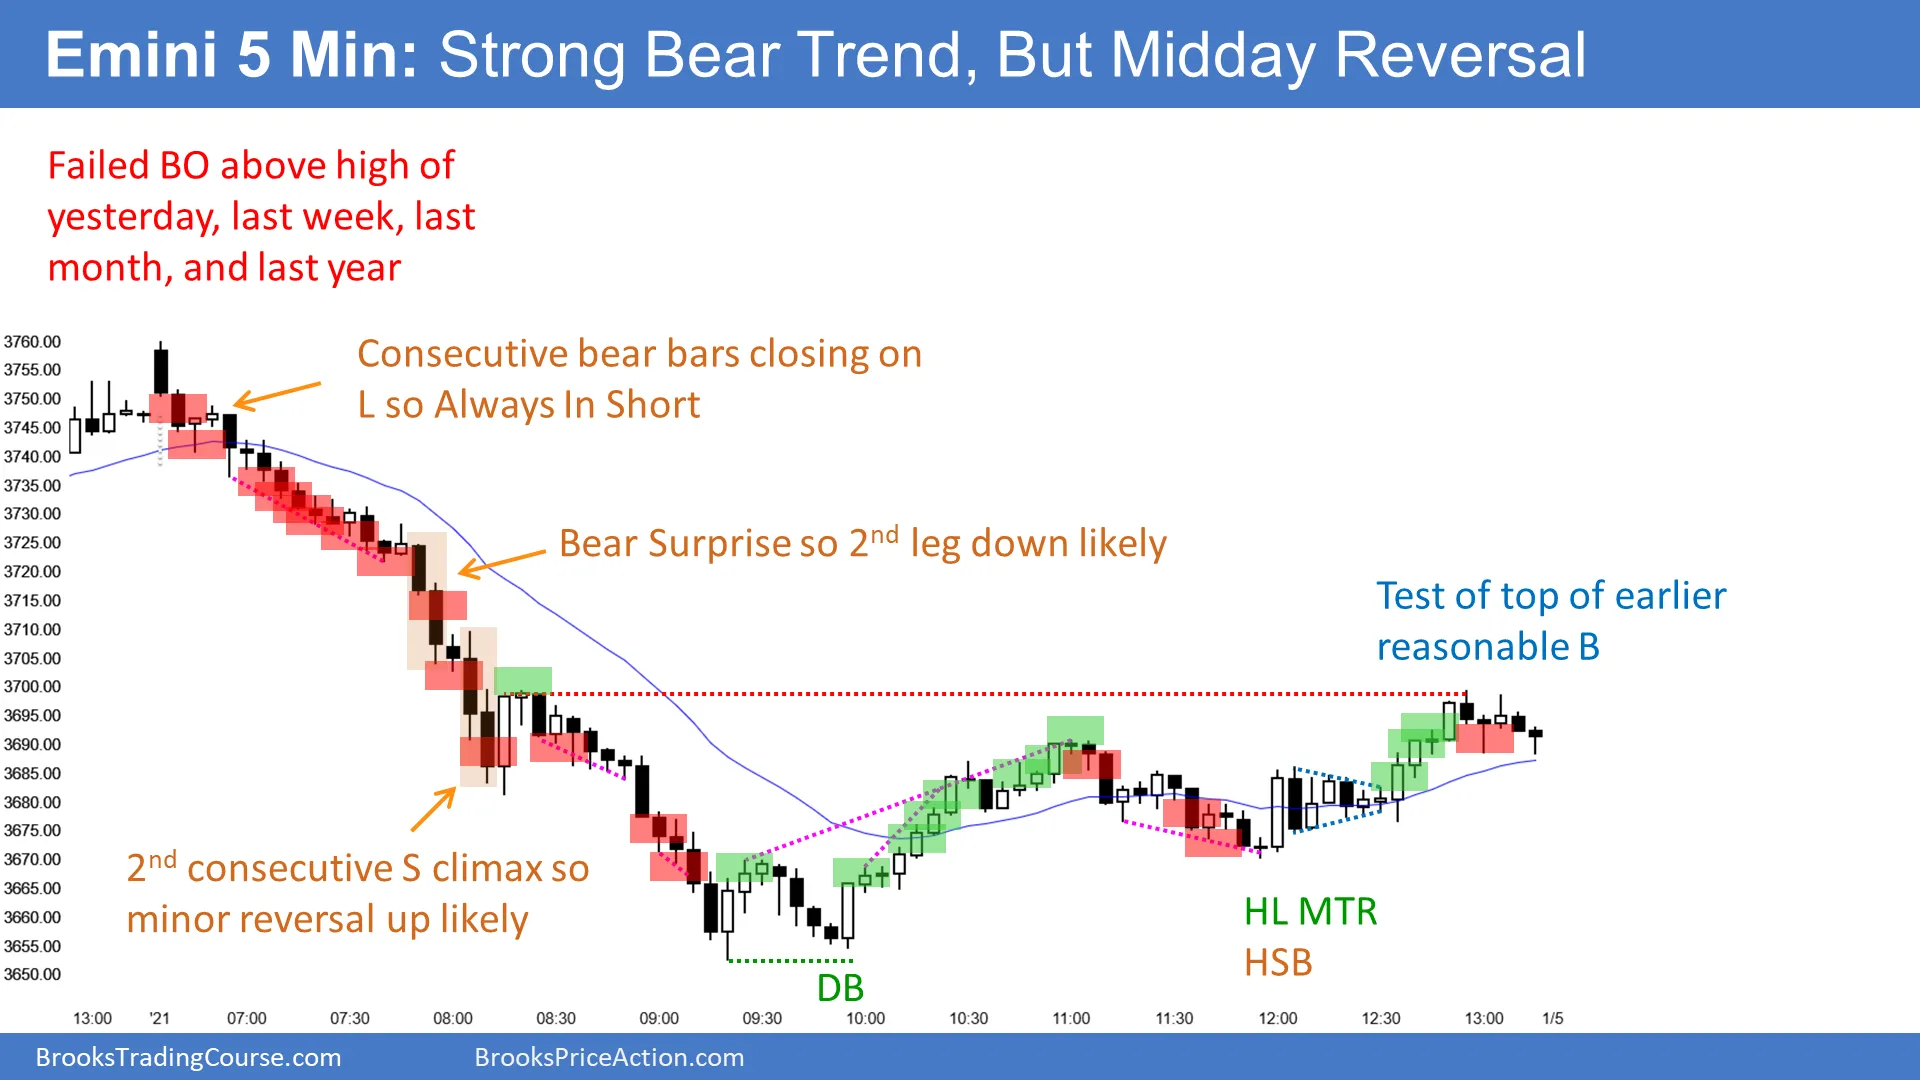 Emini 5 Min: Strong Bear Trend, But Midday Reversal
Failed BO above high of
yesterday, last week, last
month, and last year
Consecutive bear bars closing on
L so Always In Short
Bear Surprise so 2nd leg down likely
Test of top of earlier
reasonable B
2nd consecutive S climax so
minor reversal up likely
HL MTR
HSB
DB
3760.00
3755.00
3750.00
3745.00
3740.00
3735.00
3730.00
3725.00
3720.00
3715.00
3710.00
3705.00
3700.00
3695.00
3690.00
3685.00
3680.00
3675.00
3670.00
3665.00
3660.00
3655.00
3650.00
13:00 '21 07:00 07:30 08:00 08:30 09:00 09:30 10:00 10:30 11:00 11:30 12:00 12:30 13:00 1/5
BrooksTradingCourse.com BrooksPriceAction.com